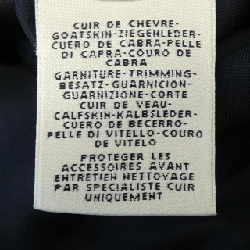 CUIR DE CHEVRE-
GOATSKIN-ZIEGENLEDER-
CUERO DE CABRA-PELLE
DI CAPRA-COURO DE
CABRA
GARNITURE-TRIMMING-
BESATZ-GUARNICION-
GUARNIZIONE-CORTE
CUIR DE VEAU-
CALFSKIN-KALBSLEDER-
CUERO DE BECERRO-
PELLE DI VITELLO-COURO
DE VITELO
PROTEGER LES
ACCESSOIRES AVANT
ENTRETIEN NETTOYAGE
PAR SPECIALISTE CUIR
UNIQUEMENT